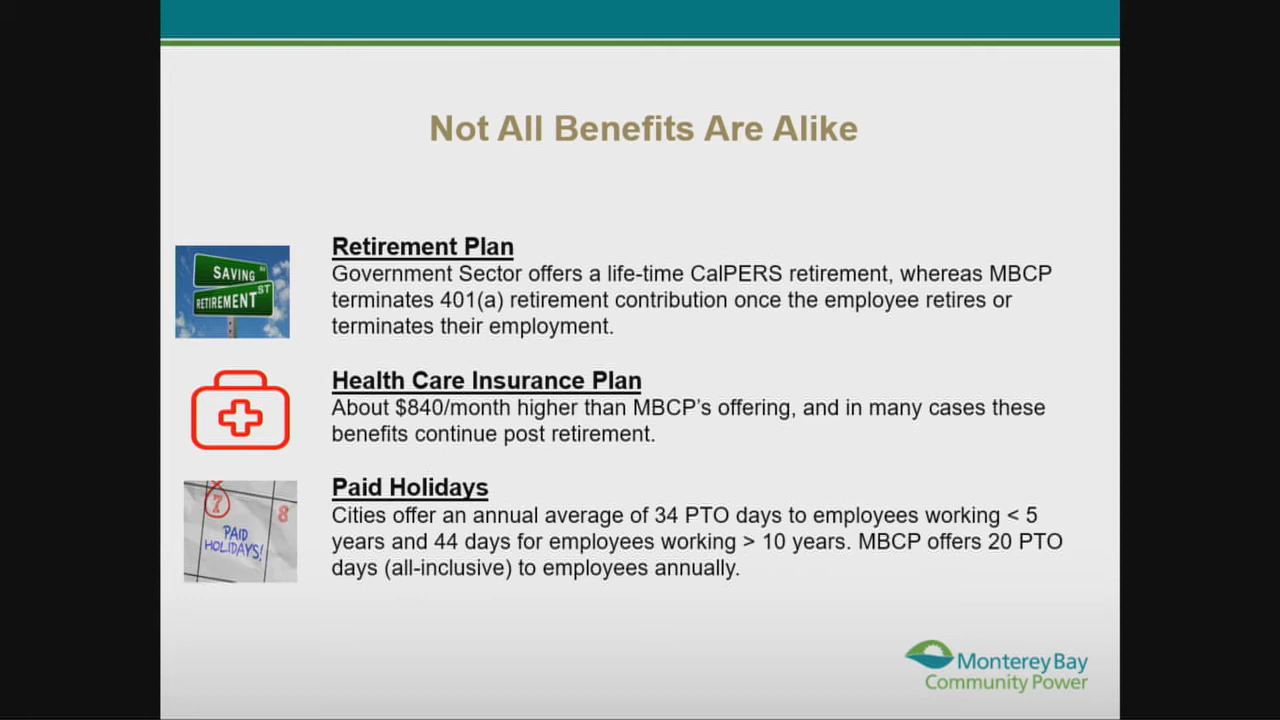 Not All Benefits Are Alike
SAVING AV
RETIREMENT ST
Retirement Plan
Government Sector offers a life-time CalPERS retirement, whereas MBCP
terminates 401(a) retirement contribution once the employee retires or
terminates their employment.
Health Care Insurance Plan
About $840/month higher than MBCP's offering, and in many cases these
benefits continue post retirement.
7
8
PAID
HOLIDAYS!
Paid Holidays
Cities offer an annual average of 34 PTO days to employees working < 5
years and 44 days for employees working > 10 years. MBCP offers 20 PTO
days (all-inclusive) to employees annually.
Monterey Bay
Community Power